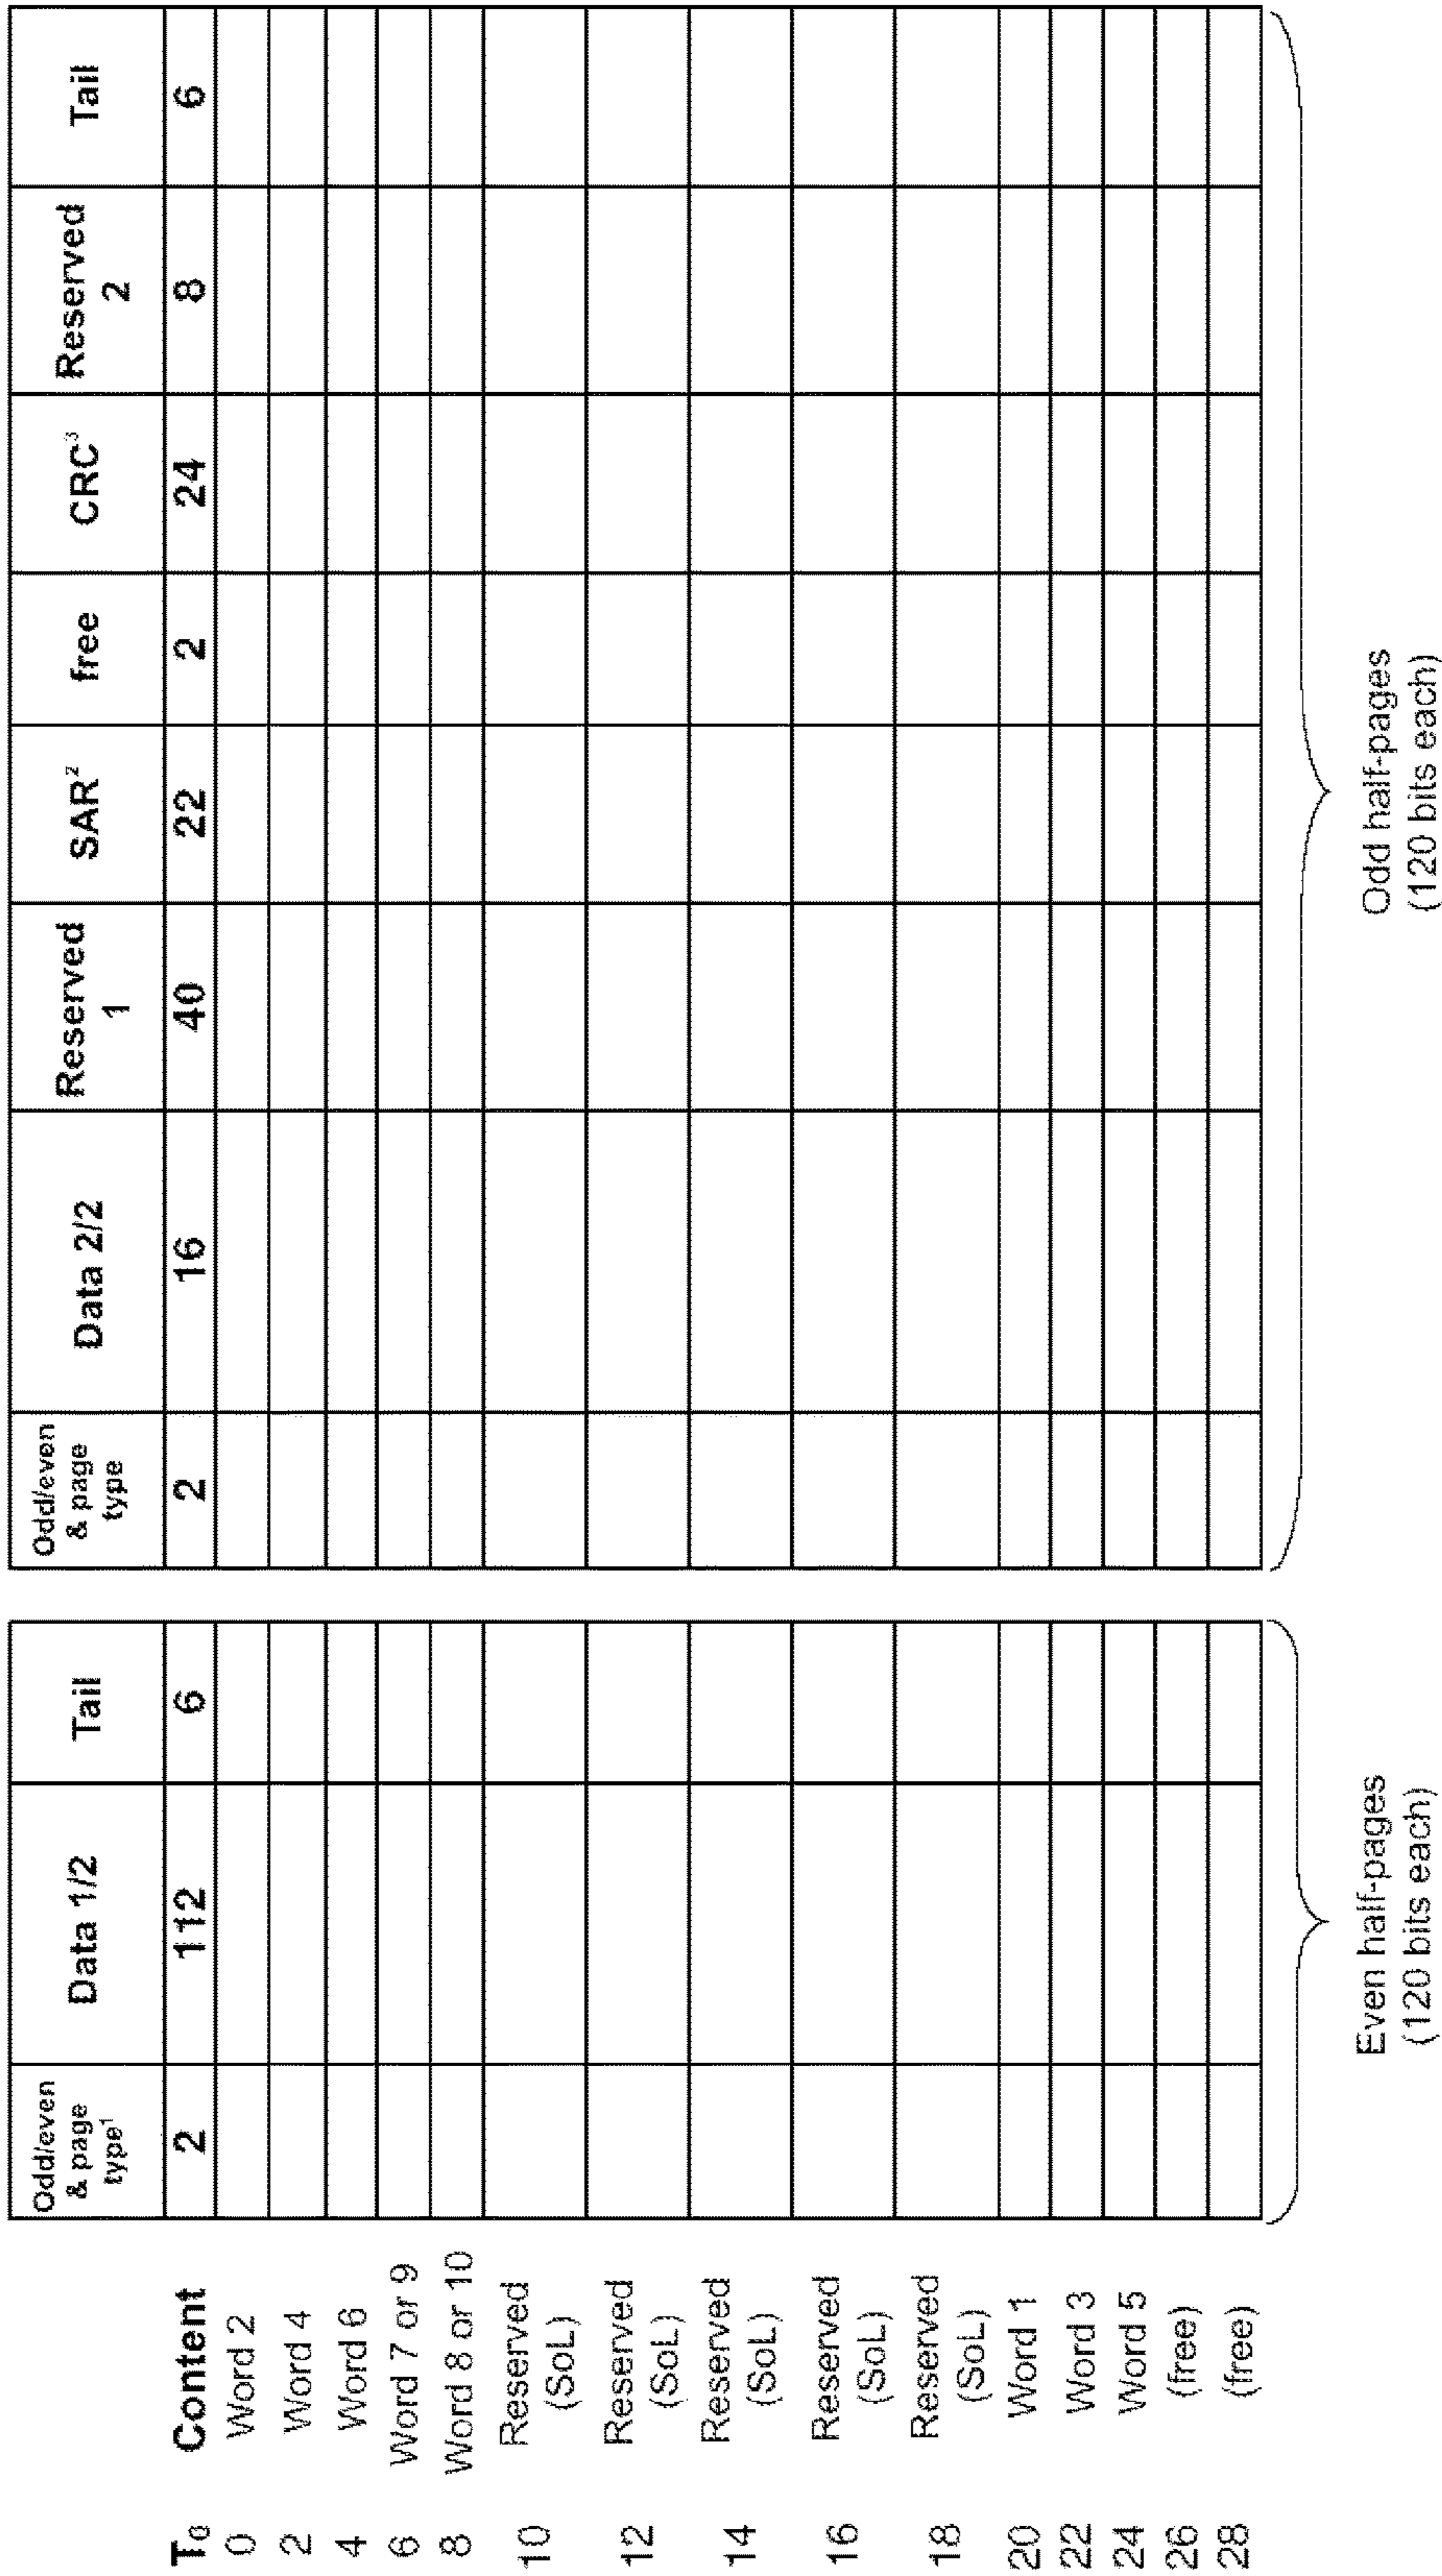 Odd/even
& page
type¹
Data 1/2
Tail
Odd/even
& page
type
Data 2/2
Reserved
1
SAR²
free
CRC³
Reserved
2
Tail
T₀ Content 2 112 6 2 16 40 22 2 24 8 6
0 Word 2
2 Word 4
4 Word 6
6 Word 7 or 9
8 Word 8 or 10
10 Reserved
(SoL)
12 Reserved
(SoL)
14 Reserved
(SoL)
16 Reserved
(SoL)
18 Reserved
(SoL)
20 Word 1
22 Word 3
24 Word 5
26 (free)
28 (free)
Even half-pages
(120 bits each)
Odd half-pages
(120 bits each)